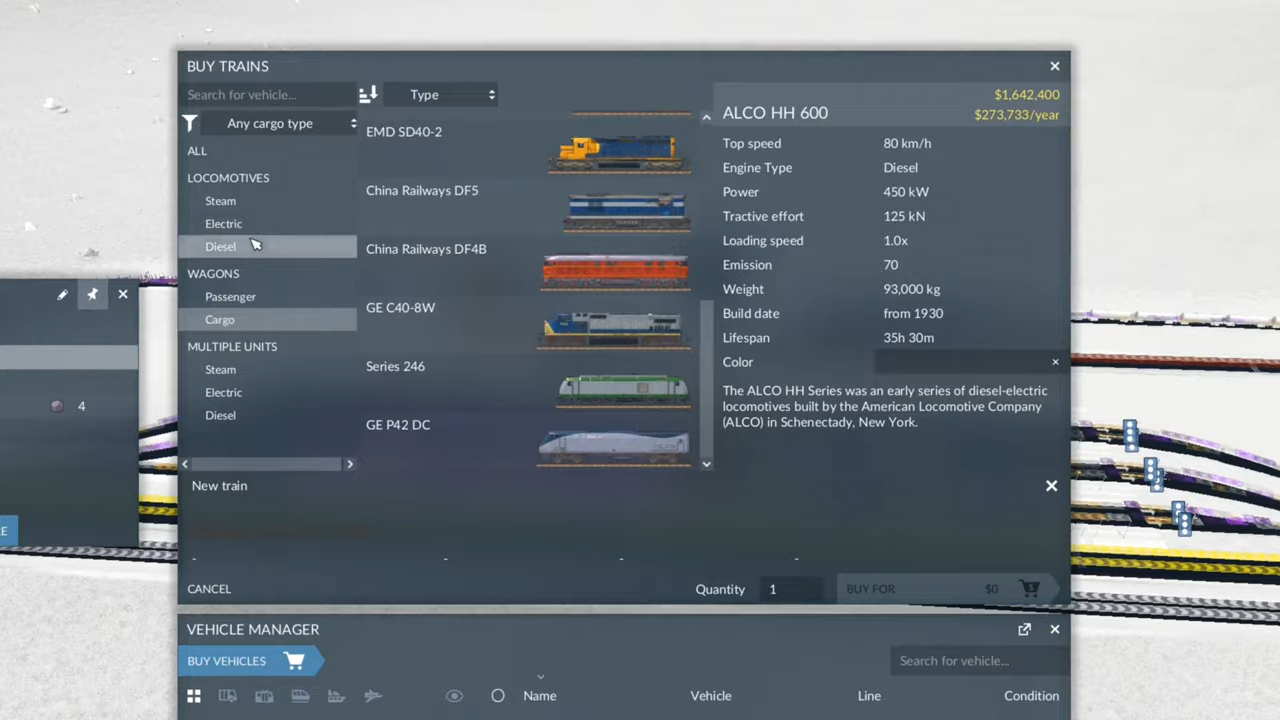 BUY TRAINS
Search for vehicle...
Type
Any cargo type
ALL
LOCOMOTIVES
Steam
Electric
Diesel
WAGONS
Passenger
Cargo
MULTIPLE UNITS
Steam
Electric
Diesel
EMD SD40-2
China Railways DF5
China Railways DF4B
GE C40-8W
Series 246
GE P42 DC
$1,642,400
ALCO HH 600
$273,733/year
Top speed 80 km/h
Engine Type Diesel
Power 450 kW
Tractive effort 125 kN
Loading speed 1.0x
Emission 70
Weight 93,000 kg
Build date from 1930
Lifespan 35h 30m
Color
The ALCO HH Series was an early series of diesel-electric
locomotives built by the American Locomotive Company
(ALCO) in Schenectady, New York.
4
New train
- - - -
CANCEL
Quantity 1
BUY FOR $0
VEHICLE MANAGER
BUY VEHICLES
Search for vehicle...
Name Vehicle Line Condition